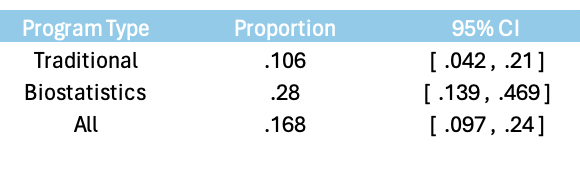 Program Type Proportion 95% CI
Traditional .106 [ .042 , .21 ]
Biostatistics .28 [ .139 , .469 ]
All .168 [ .097 , .24 ]